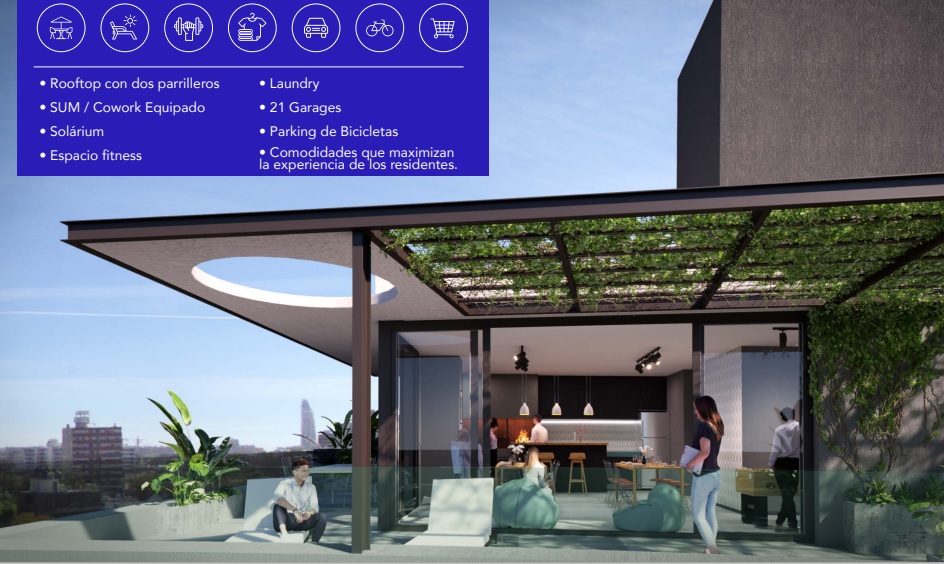 • Rooftop con dos parrilleros
• SUM / Cowork Equipado
• Solárium
• Espacio fitness
• Laundry
• 21 Garages
• Parking de Bicicletas
• Comodidades que maximizan
la experiencia de los residentes.